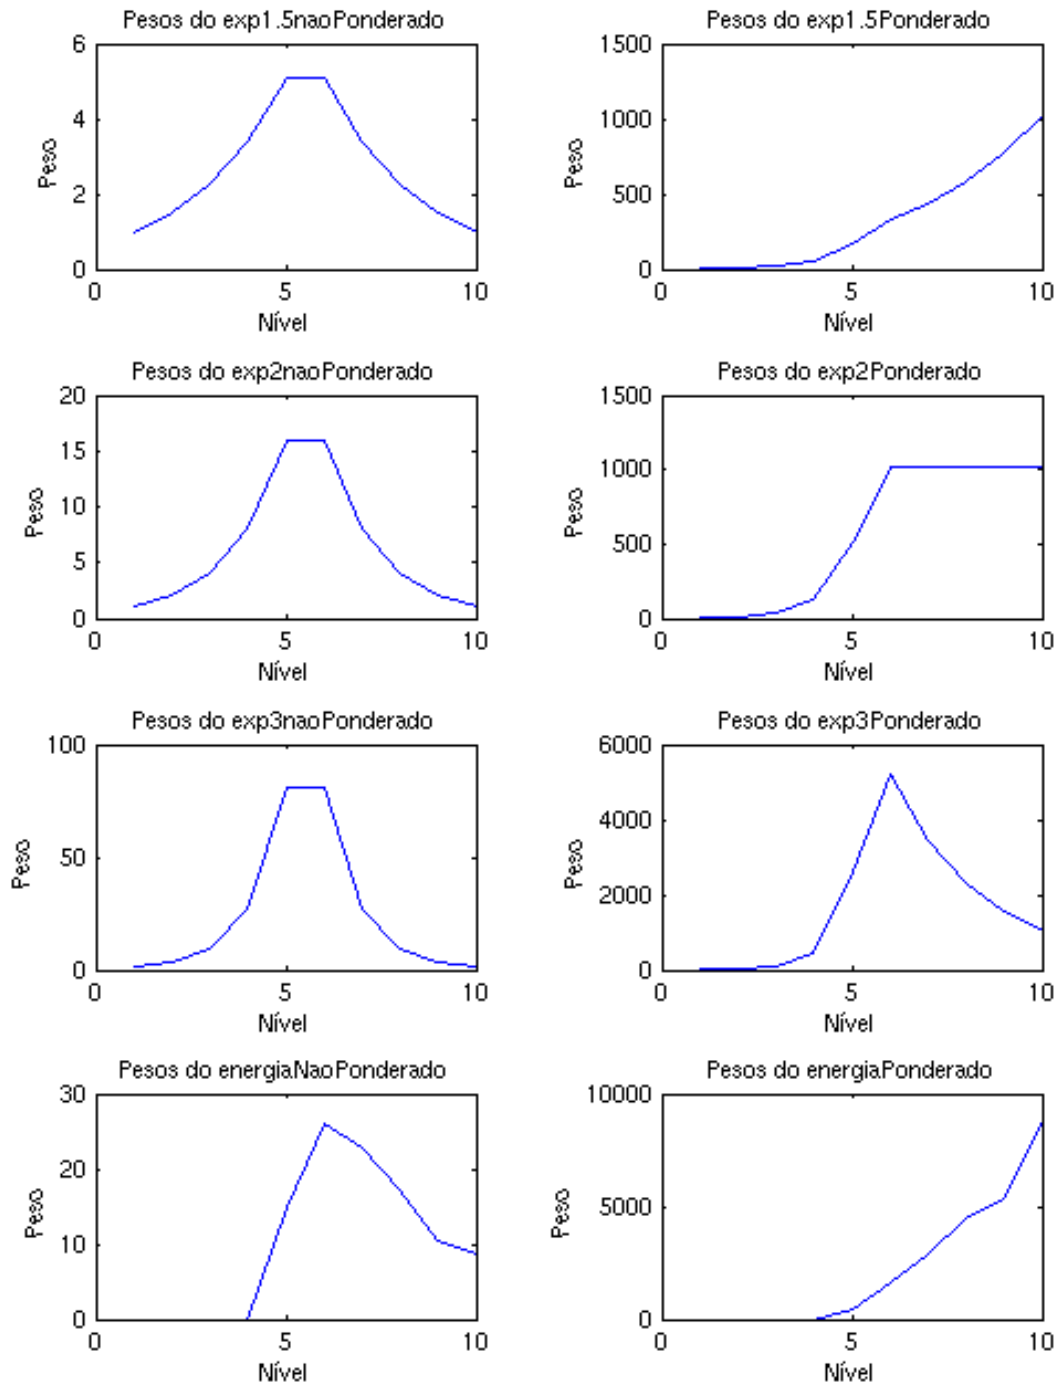 Pesos do exp1.5naoPonderado
6
4
2
0
Peso
0 5 10
Nível
Pesos do exp1.5Ponderado
1500
1000
500
0
Peso
0 5 10
Nível
Pesos do exp2naoPonderado
20
15
10
5
0
Peso
0 5 10
Nível
Pesos do exp2Ponderado
1500
1000
500
0
Peso
0 5 10
Nível
Pesos do exp3naoPonderado
100
50
0
Peso
0 5 10
Nível
Pesos do exp3Ponderado
6000
4000
2000
0
Peso
0 5 10
Nível
Pesos do energiaNaoPonderado
30
20
10
0
Peso
0 5 10
Nível
Pesos do energiaPonderado
10000
5000
0
Peso
0 5 10
Nível